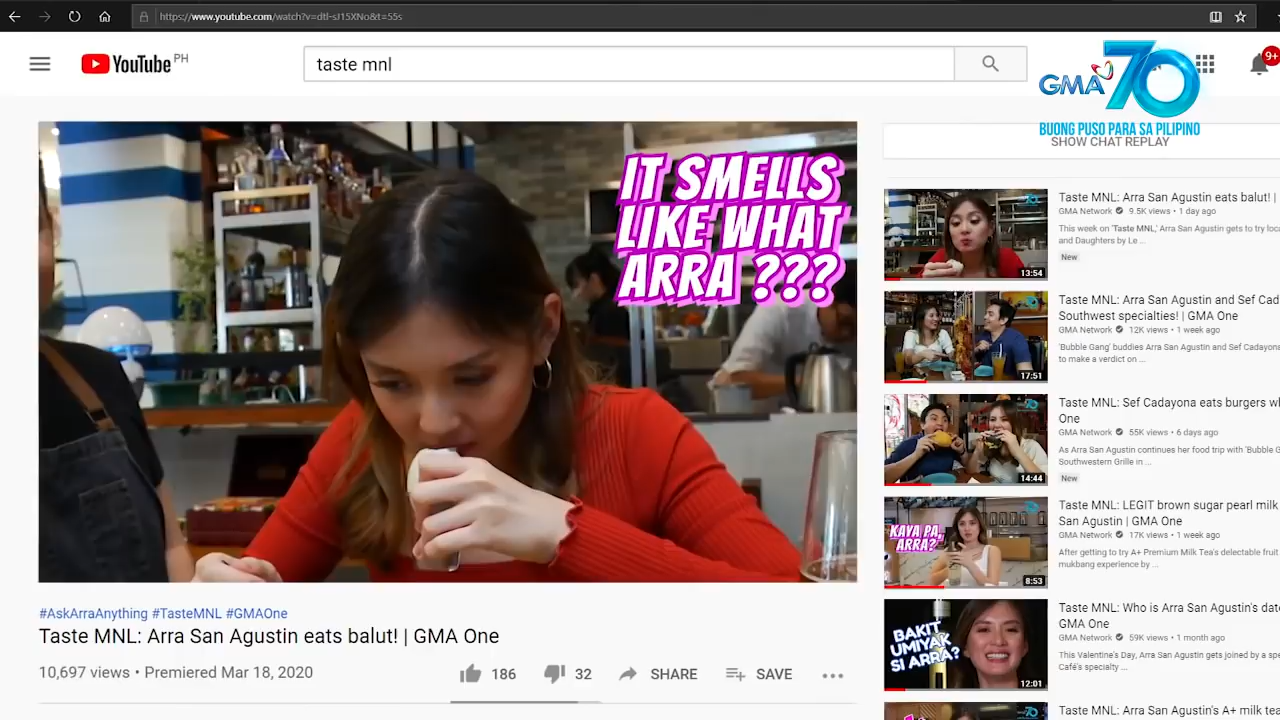 https://www.youtube.com/watch?v=dtI-sJ15XNo&t=55s
YouTube PH
taste mnl
9+
GMA 70
BUONG PUSO PARA SA PILIPINO
SHOW CHAT REPLAY
IT SMELLS
LIKE WHAT
ARRA ???
#AskArraAnything #TasteMNL #GMAOne
Taste MNL: Arra San Agustin eats balut! | GMA One
10,697 views • Premiered Mar 18, 2020
186
32
SHARE
SAVE
13:54
Taste MNL: Arra San Agustin eats balut! |
GMA Network 9.5K views • 1 day ago
This week on 'Taste MNL,' Arra San Agustin gets to try loc
and Daughters by Le ...
New
17:51
Taste MNL: Arra San Agustin and Sef Cad
Southwest specialties! | GMA One
GMA Network 12K views • 1 week ago
'Bubble Gang' buddies Arra San Agustin and Sef Cadayona
to make a verdict on ...
14:44
Taste MNL: Sef Cadayona eats burgers wh
One
GMA Network 55K views • 6 days ago
As Arra San Agustin continues her food trip with 'Bubble G
Southwestern Grille in ...
New
KAYA PA,
ARRA?
8:53
Taste MNL: LEGIT brown sugar pearl milk
San Agustin | GMA One
GMA Network 17K views • 1 week ago
After getting to try A+ Premium Milk Tea's delectable fruit
mukbang experience by ...
BAKIT
UMIYAK
SI ARRA?
12:01
Taste MNL: Who is Arra San Agustin's date
GMA One
GMA Network 59K views • 1 month ago
This Valentine's Day, Arra San Agustin gets joined by a spe
Café's specialty ...
Taste MNL: Arra San Agustin's A+ milk tea